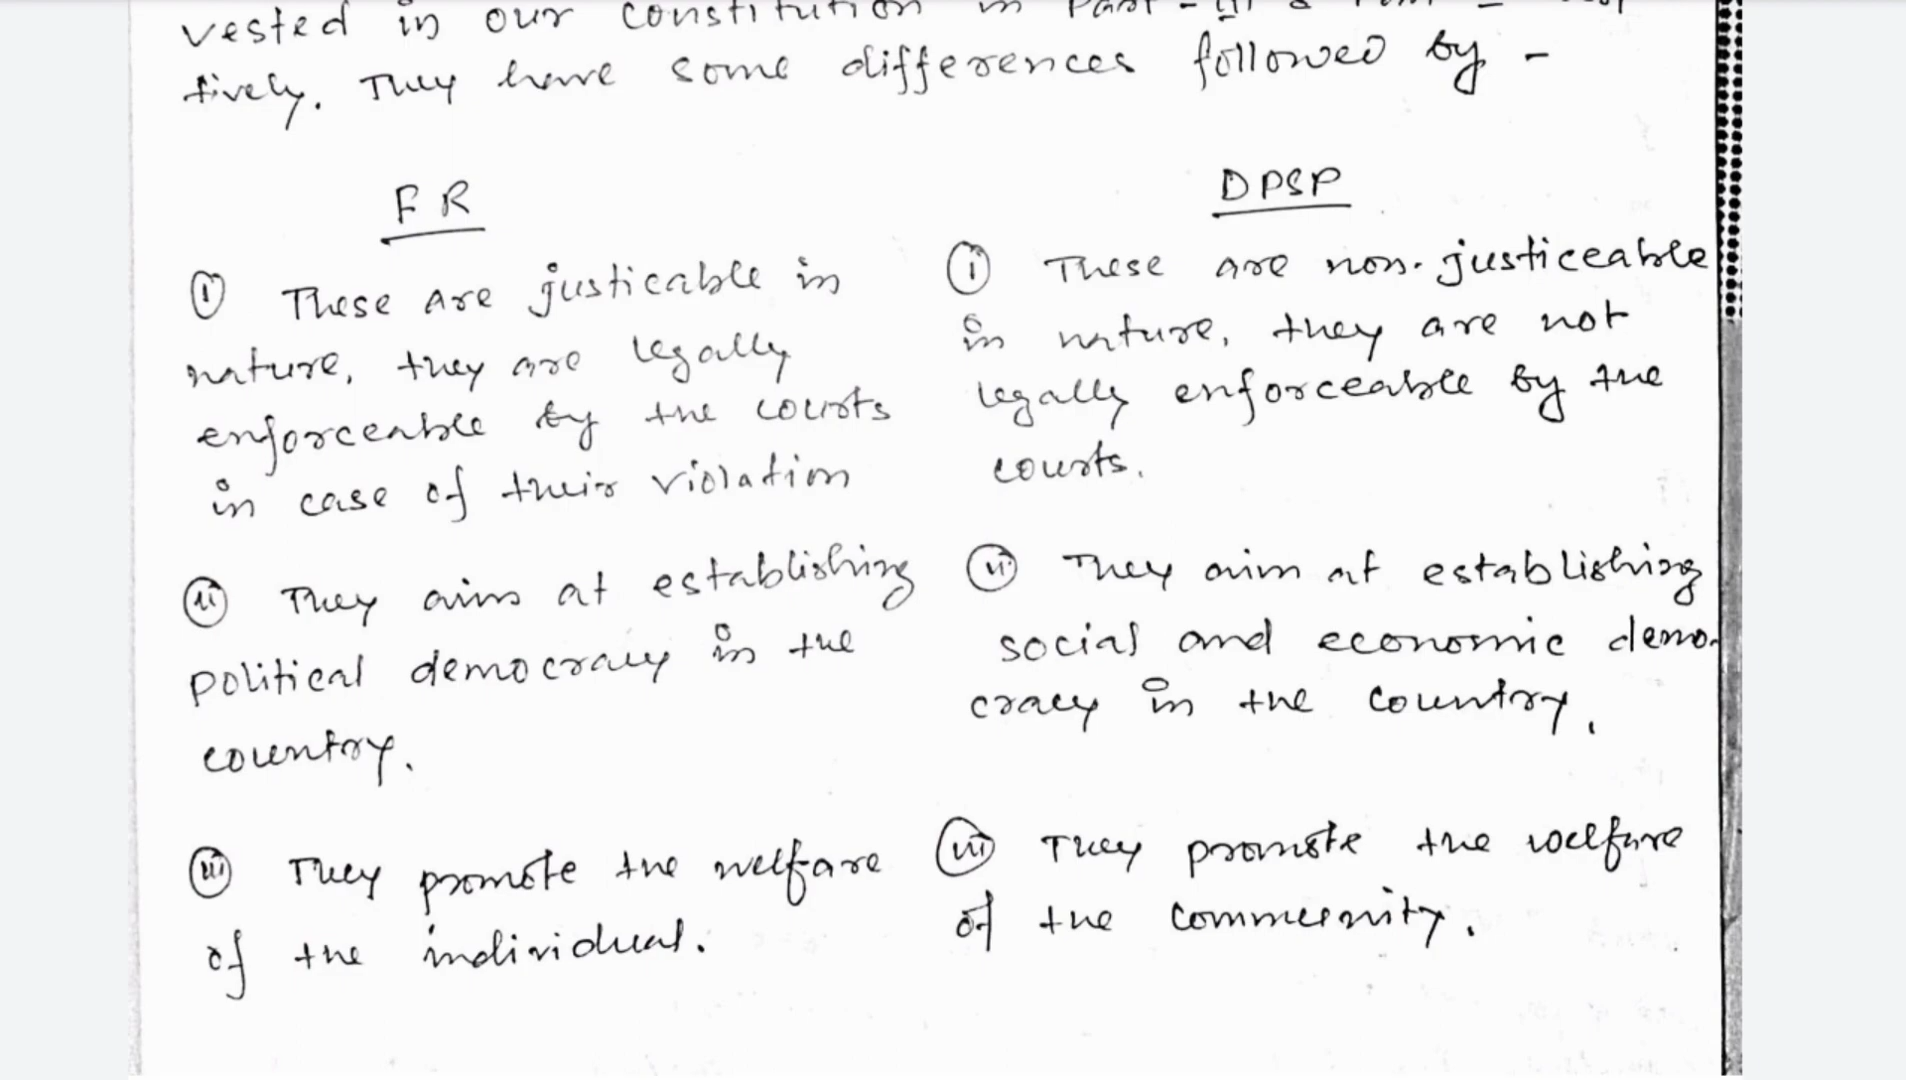 vested in our constitution in Part - III &
tively. They have some differences followed by -
FR
(i) These are justicable in
nature, they are legally
enforceable by the courts
in case of their violation
(ii) They aims at establishing
political democracy in the
country.
(iii) They promote the welfare
of the individual.
DPSP
(i) These are non-justiceable
in nature, they are not
legally enforceable by the
courts.
(ii) They aim at establishing
social and economic demo-
cracy in the country.
(iii) They promote the welfare
of the community.